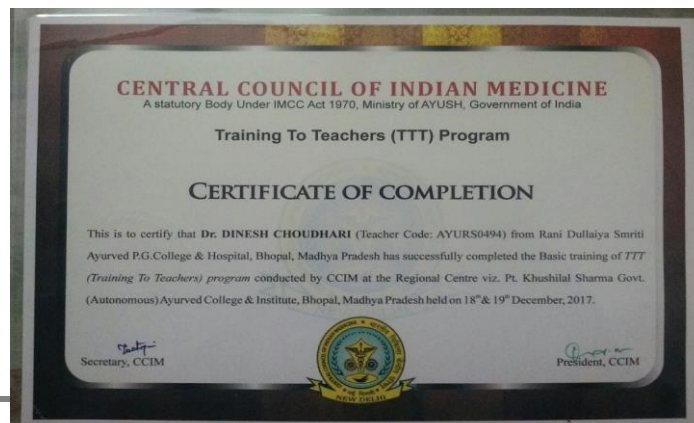 CENTRAL COUNCIL OF INDIAN MEDICINE
A statutory Body Under IMCC Act 1970, Ministry of AYUSH, Government of India
Training To Teachers (TTT) Program
CERTIFICATE OF COMPLETION
This is to certify that Dr. DINESH CHOUDHARI (Teacher Code: AYURS0494) from Rani Dullaiya Smriti
Ayurved P.G.College & Hospital, Bhopal, Madhya Pradesh has successfully completed the Basic training of TTT
(Training To Teachers) program conducted by CCIM at the Regional Centre viz. Pt. Khushilal Sharma Govt.
(Autonomous) Ayurved College & Institute, Bhopal, Madhya Pradesh held on 18th & 19th December, 2017.
Secretary, CCIM
President, CCIM
NEW DELHI